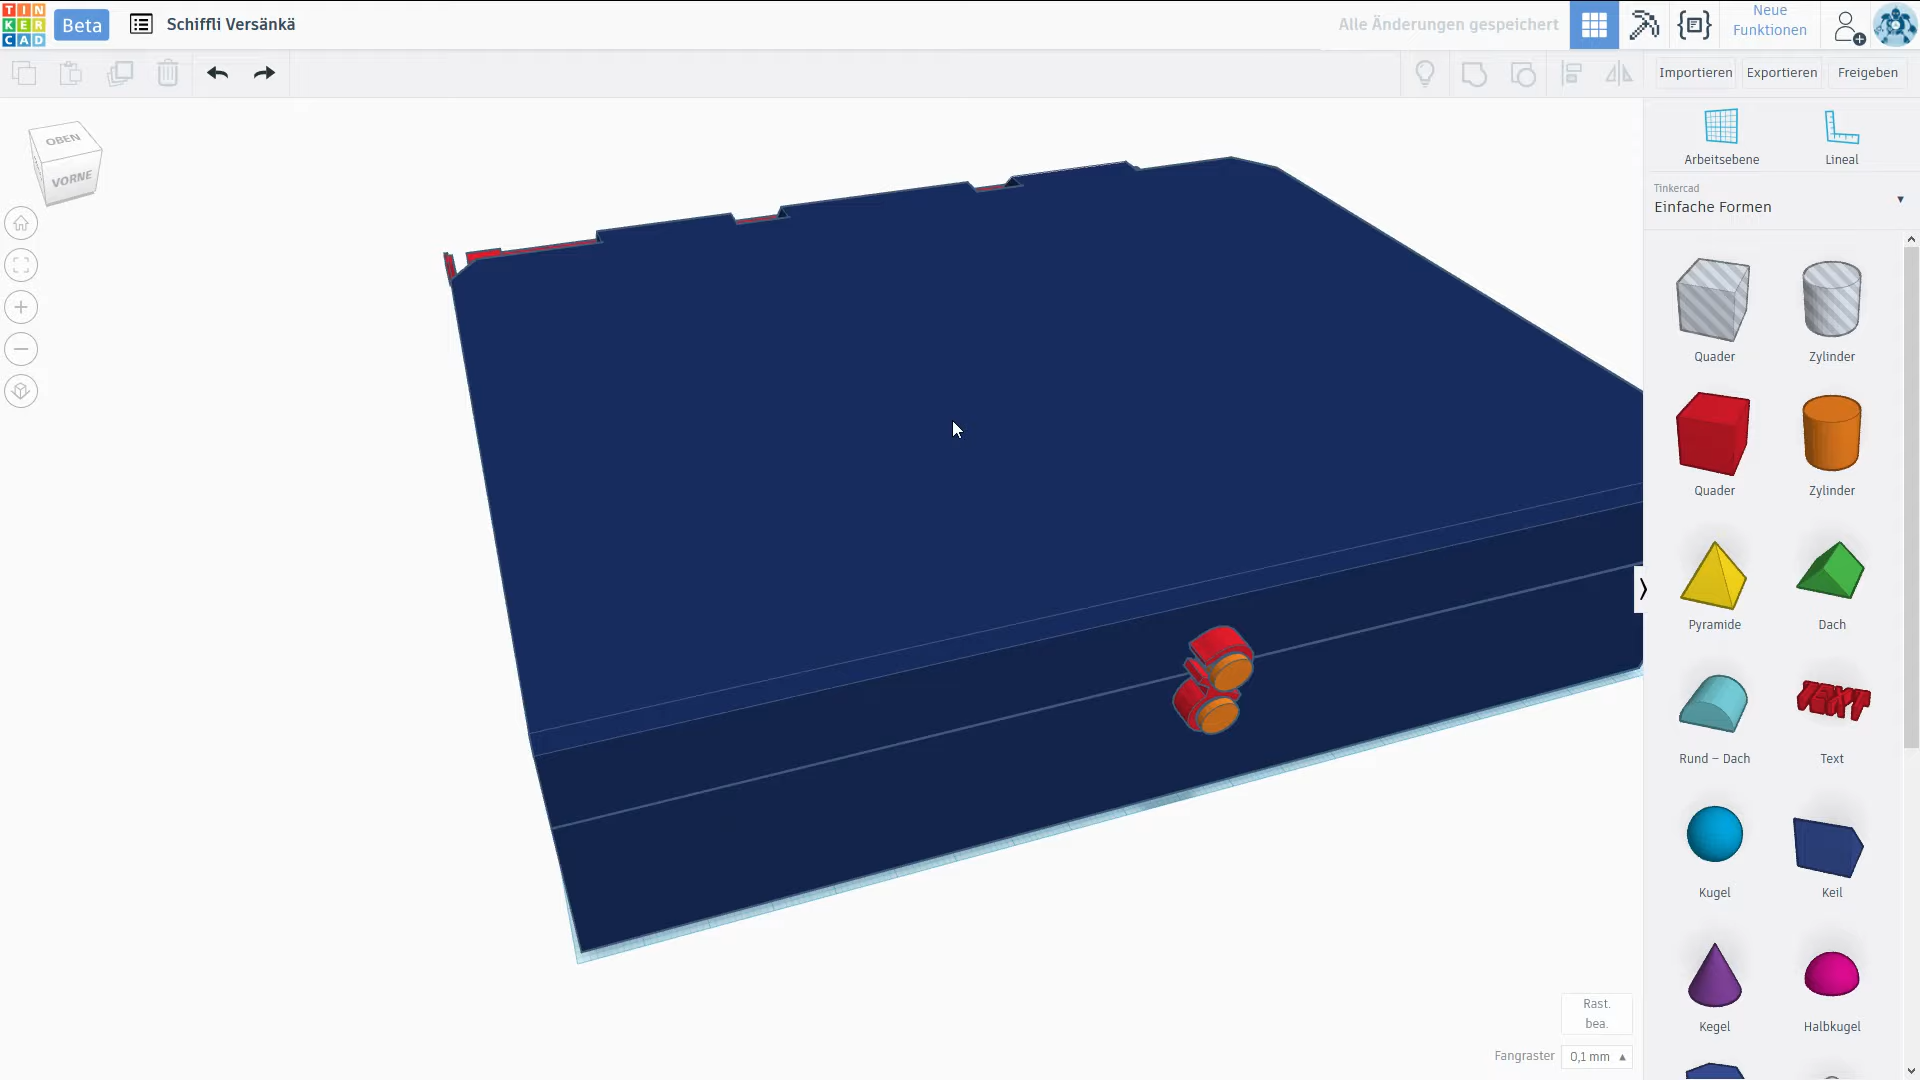 TIN
KER
CAD
Beta
Schiffli Versänkä
Alle Änderungen gespeichert
Neue
Funktionen
Importieren
Exportieren
Freigeben
OBEN
VORNE
Arbeitsebene
Lineal
Tinkercad
Einfache Formen
Quader
Zylinder
Quader
Zylinder
Pyramide
Dach
Rund – Dach
TEXT
Text
Kugel
Keil
Kegel
Halbkugel
Rast.
bea.
Fangraster
0,1 mm